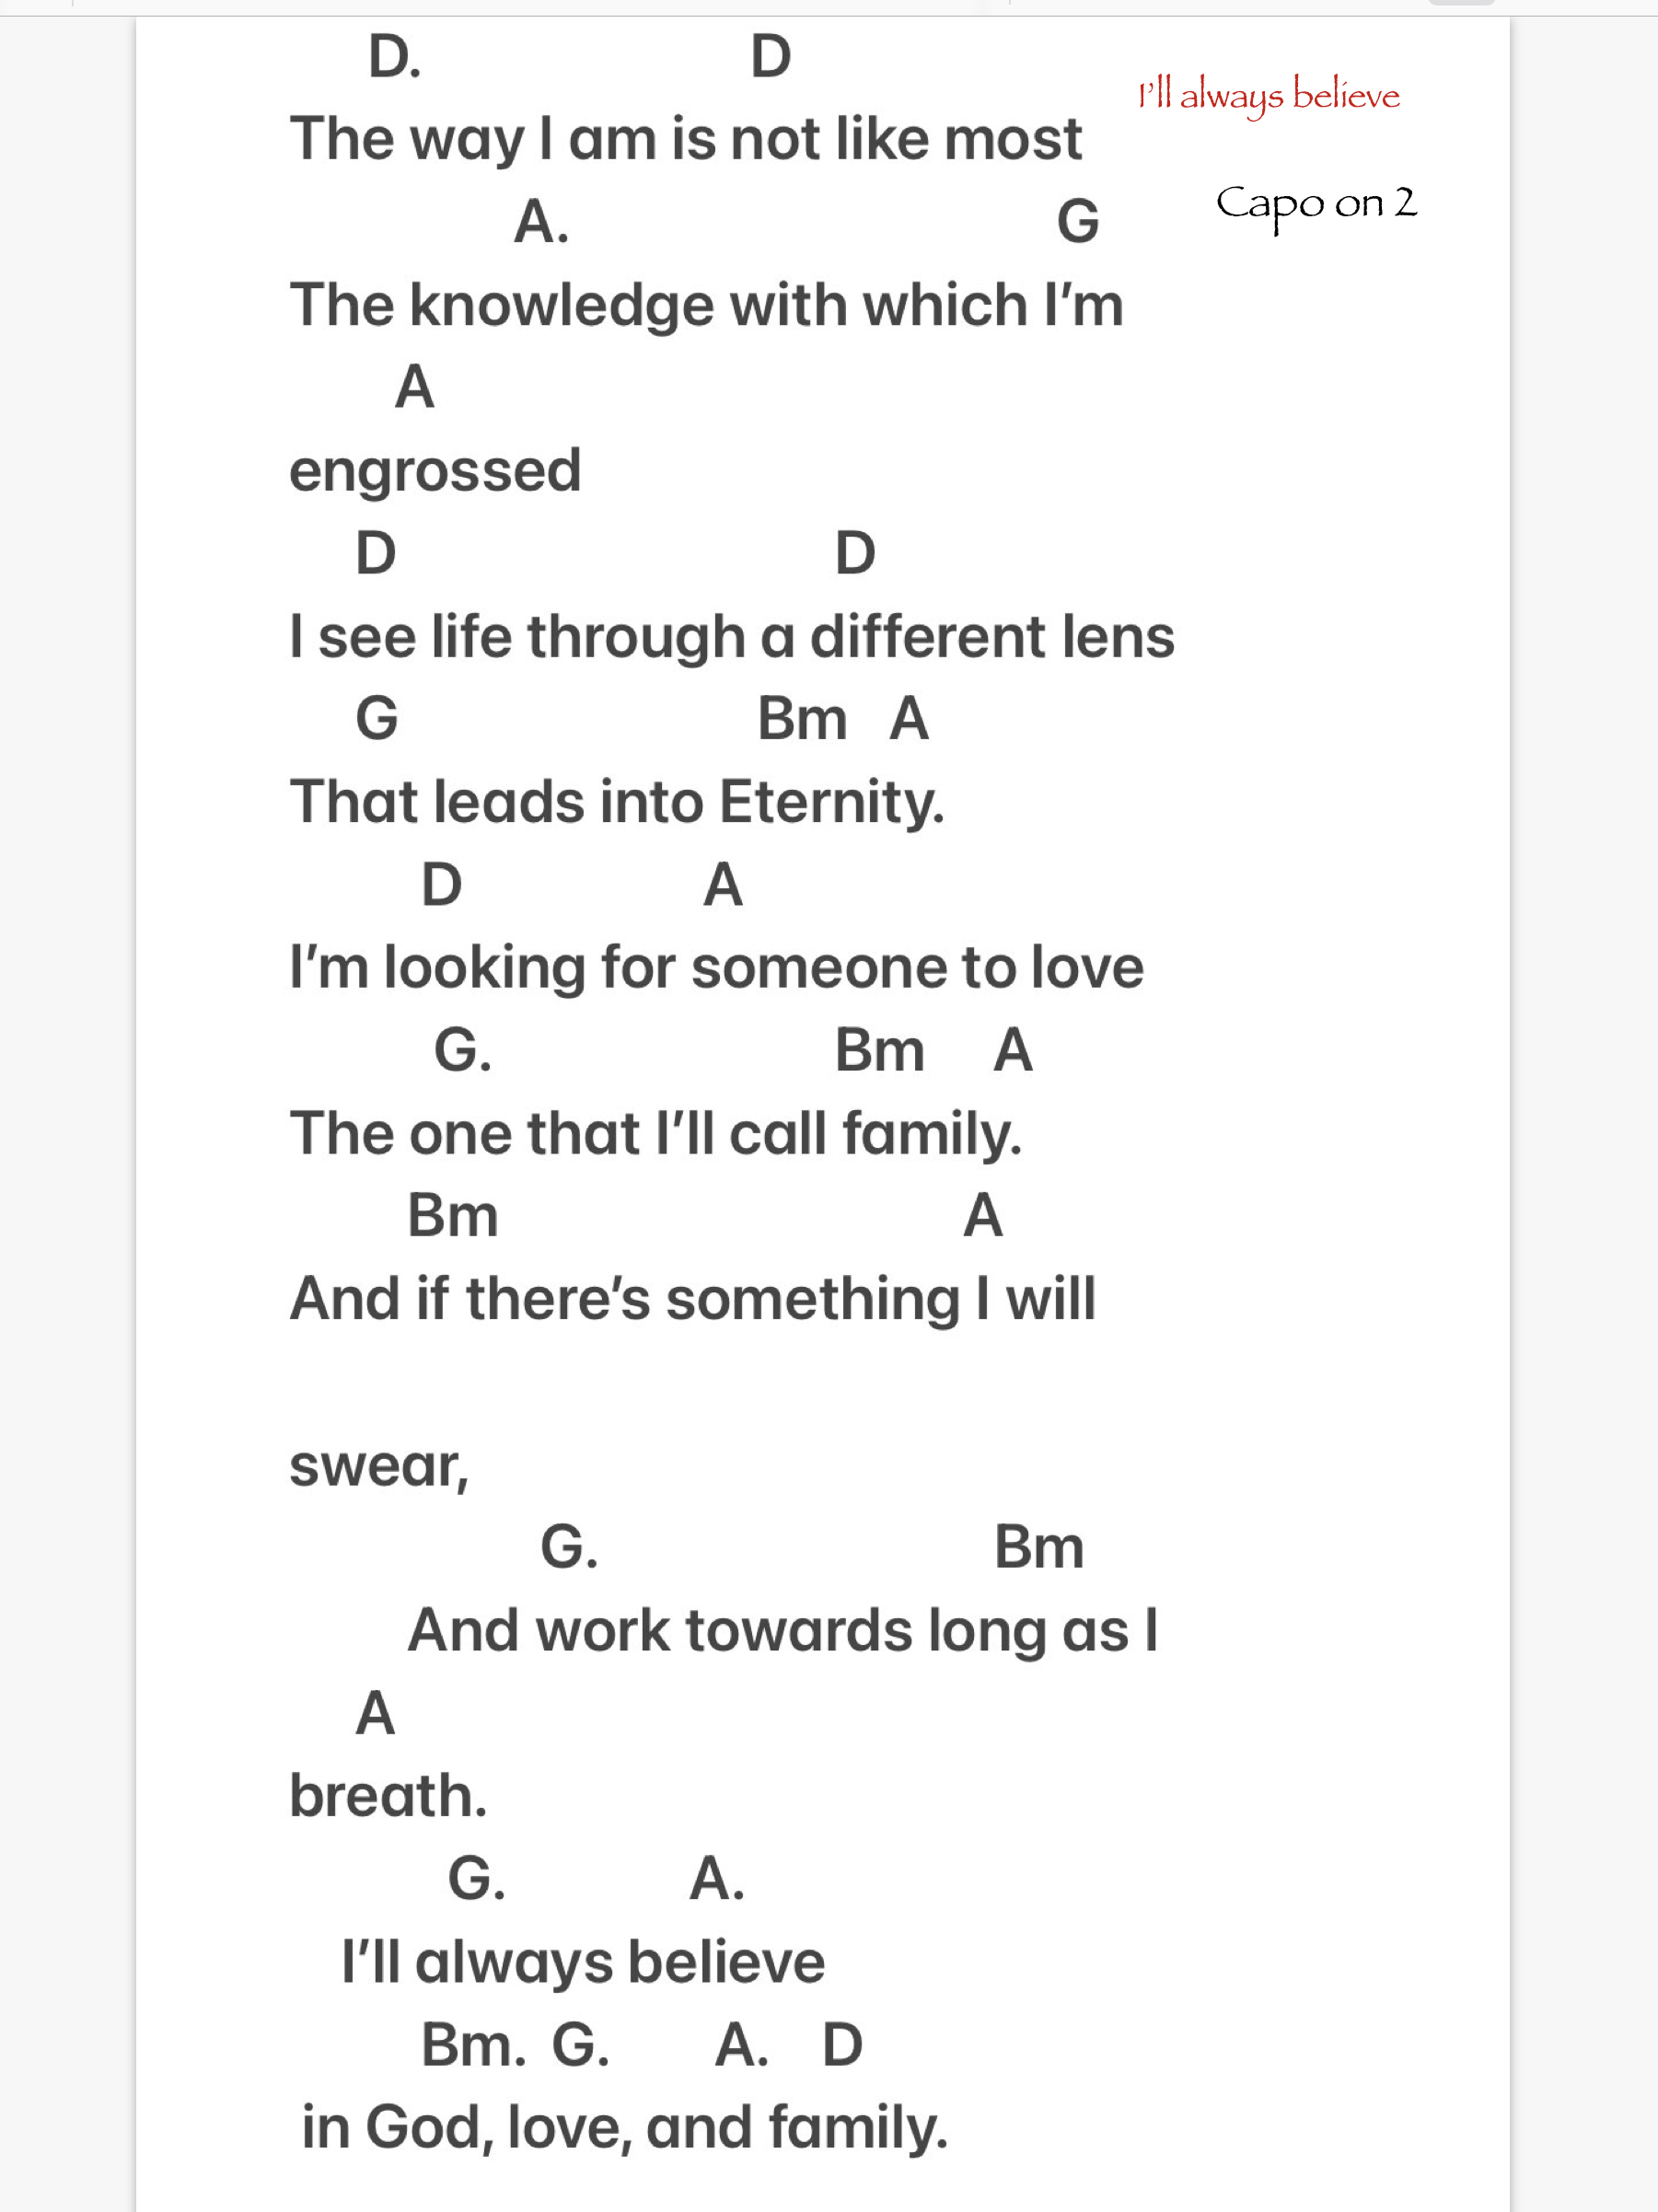 D. D
I'll always believe
The way I am is not like most
Capo on 2
A. G
The knowledge with which I'm
A
engrossed
D D
I see life through a different lens
G Bm A
That leads into Eternity.
D A
I'm looking for someone to love
G. Bm A
The one that I'll call family.
Bm A
And if there's something I will
swear,
G. Bm
And work towards long as I
A
breath.
G. A.
I'll always believe
Bm. G. A. D
in God, love, and family.